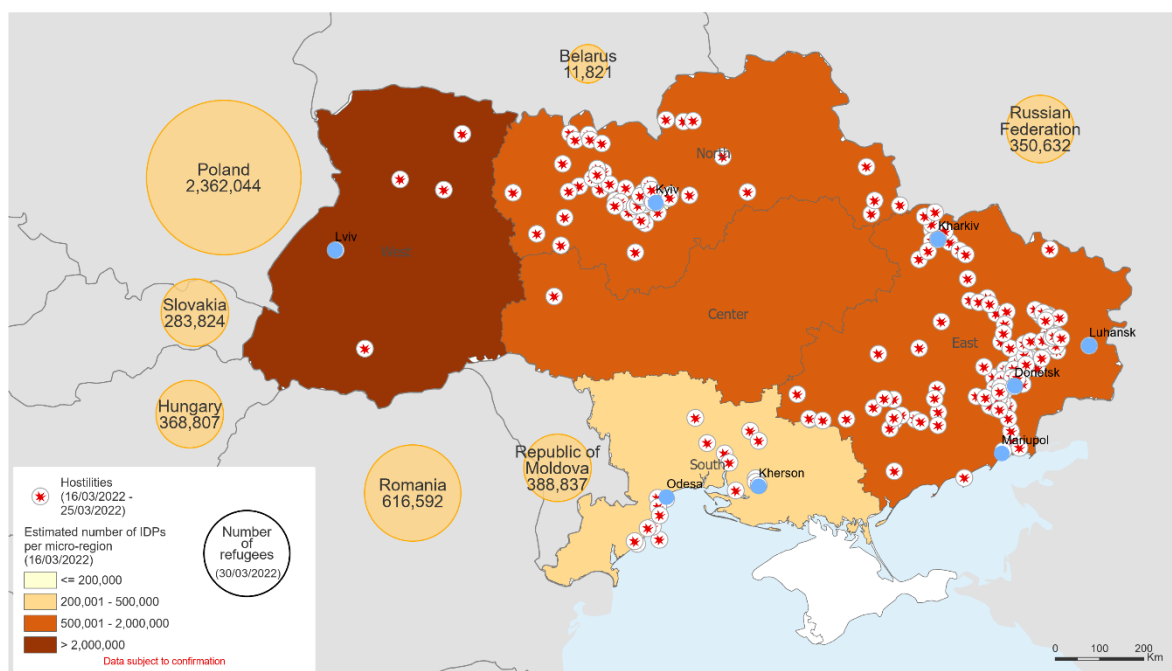 Belarus
11,821
Russian
Federation
350,632
Poland
2,362,044
North
Kyiv
Kharkiv
Lviv
West
Slovakia
283,824
Center
East
Luhansk
Donetsk
Hungary
368,807
Mariupol
Republic of
Moldova
388,837
South
Kherson
Odesa
Romania
616,592
Hostilities
(16/03/2022 -
25/03/2022)
Estimated number of IDPs
per micro-region
(16/03/2022)
<= 200,000
200,001 - 500,000
500,001 - 2,000,000
> 2,000,000
Data subject to confirmation
Number
of
refugees
(30/03/2022)
0 100 200
Km